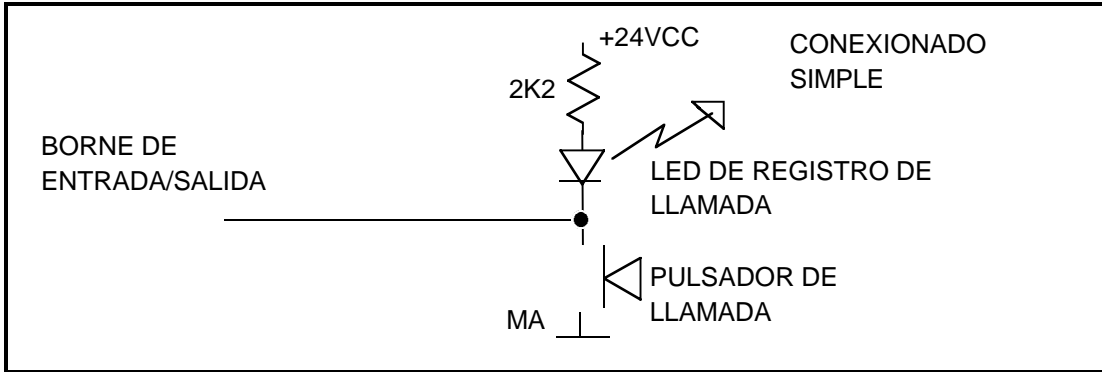 +24VCC
CONEXIONADO
SIMPLE
2K2
BORNE DE
ENTRADA/SALIDA
LED DE REGISTRO DE
LLAMADA
PULSADOR DE
LLAMADA
MA